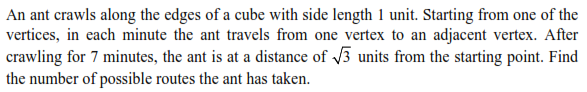 An ant crawls along the edges of a cube with side length 1 unit. Starting from one of the
vertices, in each minute the ant travels from one vertex to an adjacent vertex. After
crawling for 7 minutes, the ant is at a distance of √3 units from the starting point. Find
the number of possible routes the ant has taken.